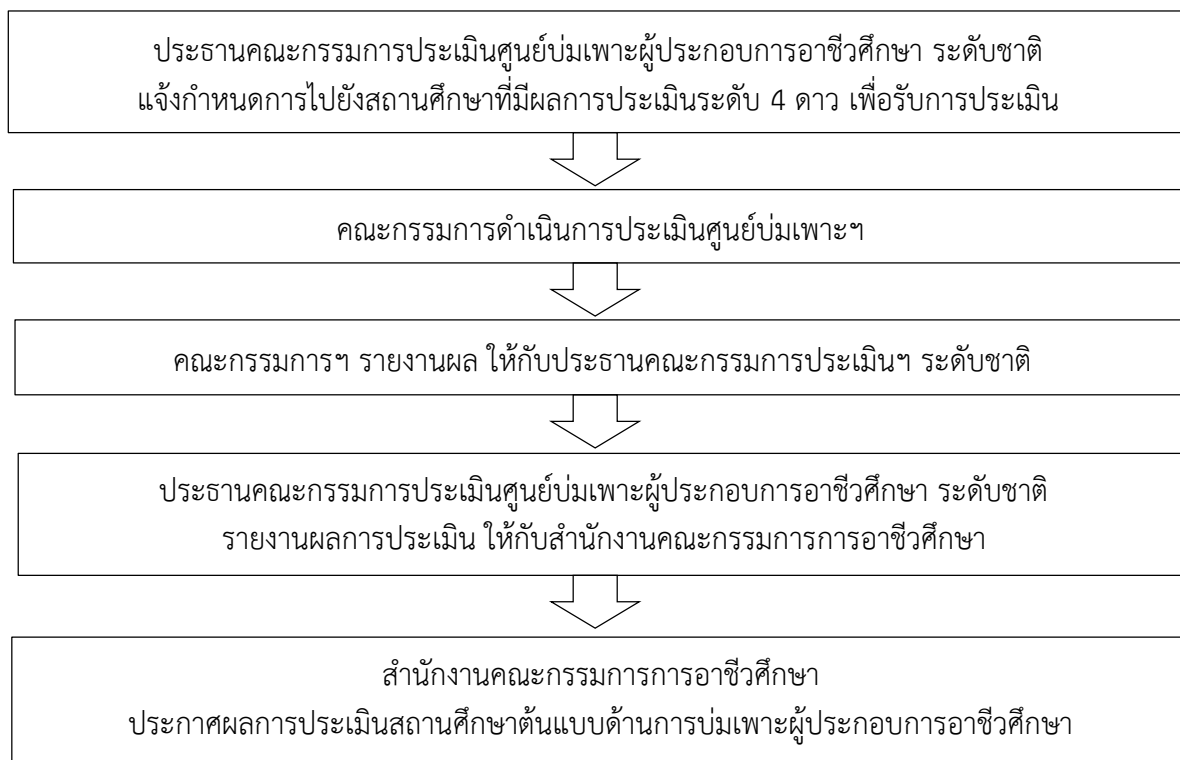 ประธานคณะกรรมการประเมินศูนย์บ่มเพาะผู้ประกอบการอาชีวศึกษา ระดับชาติ
แจ้งกำหนดการไปยังสถานศึกษาที่มีผลการประเมินระดับ 4 ดาว เพื่อรับการประเมิน
คณะกรรมการดำเนินการประเมินศูนย์บ่มเพาะฯ
คณะกรรมการฯ รายงานผล ให้กับประธานคณะกรรมการประเมินฯ ระดับชาติ
ประธานคณะกรรมการประเมินศูนย์บ่มเพาะผู้ประกอบการอาชีวศึกษา ระดับชาติ
รายงานผลการประเมิน ให้กับสำนักงานคณะกรรมการการอาชีวศึกษา
สำนักงานคณะกรรมการการอาชีวศึกษา
ประกาศผลการประเมินสถานศึกษาต้นแบบด้านการบ่มเพาะผู้ประกอบการอาชีวศึกษา